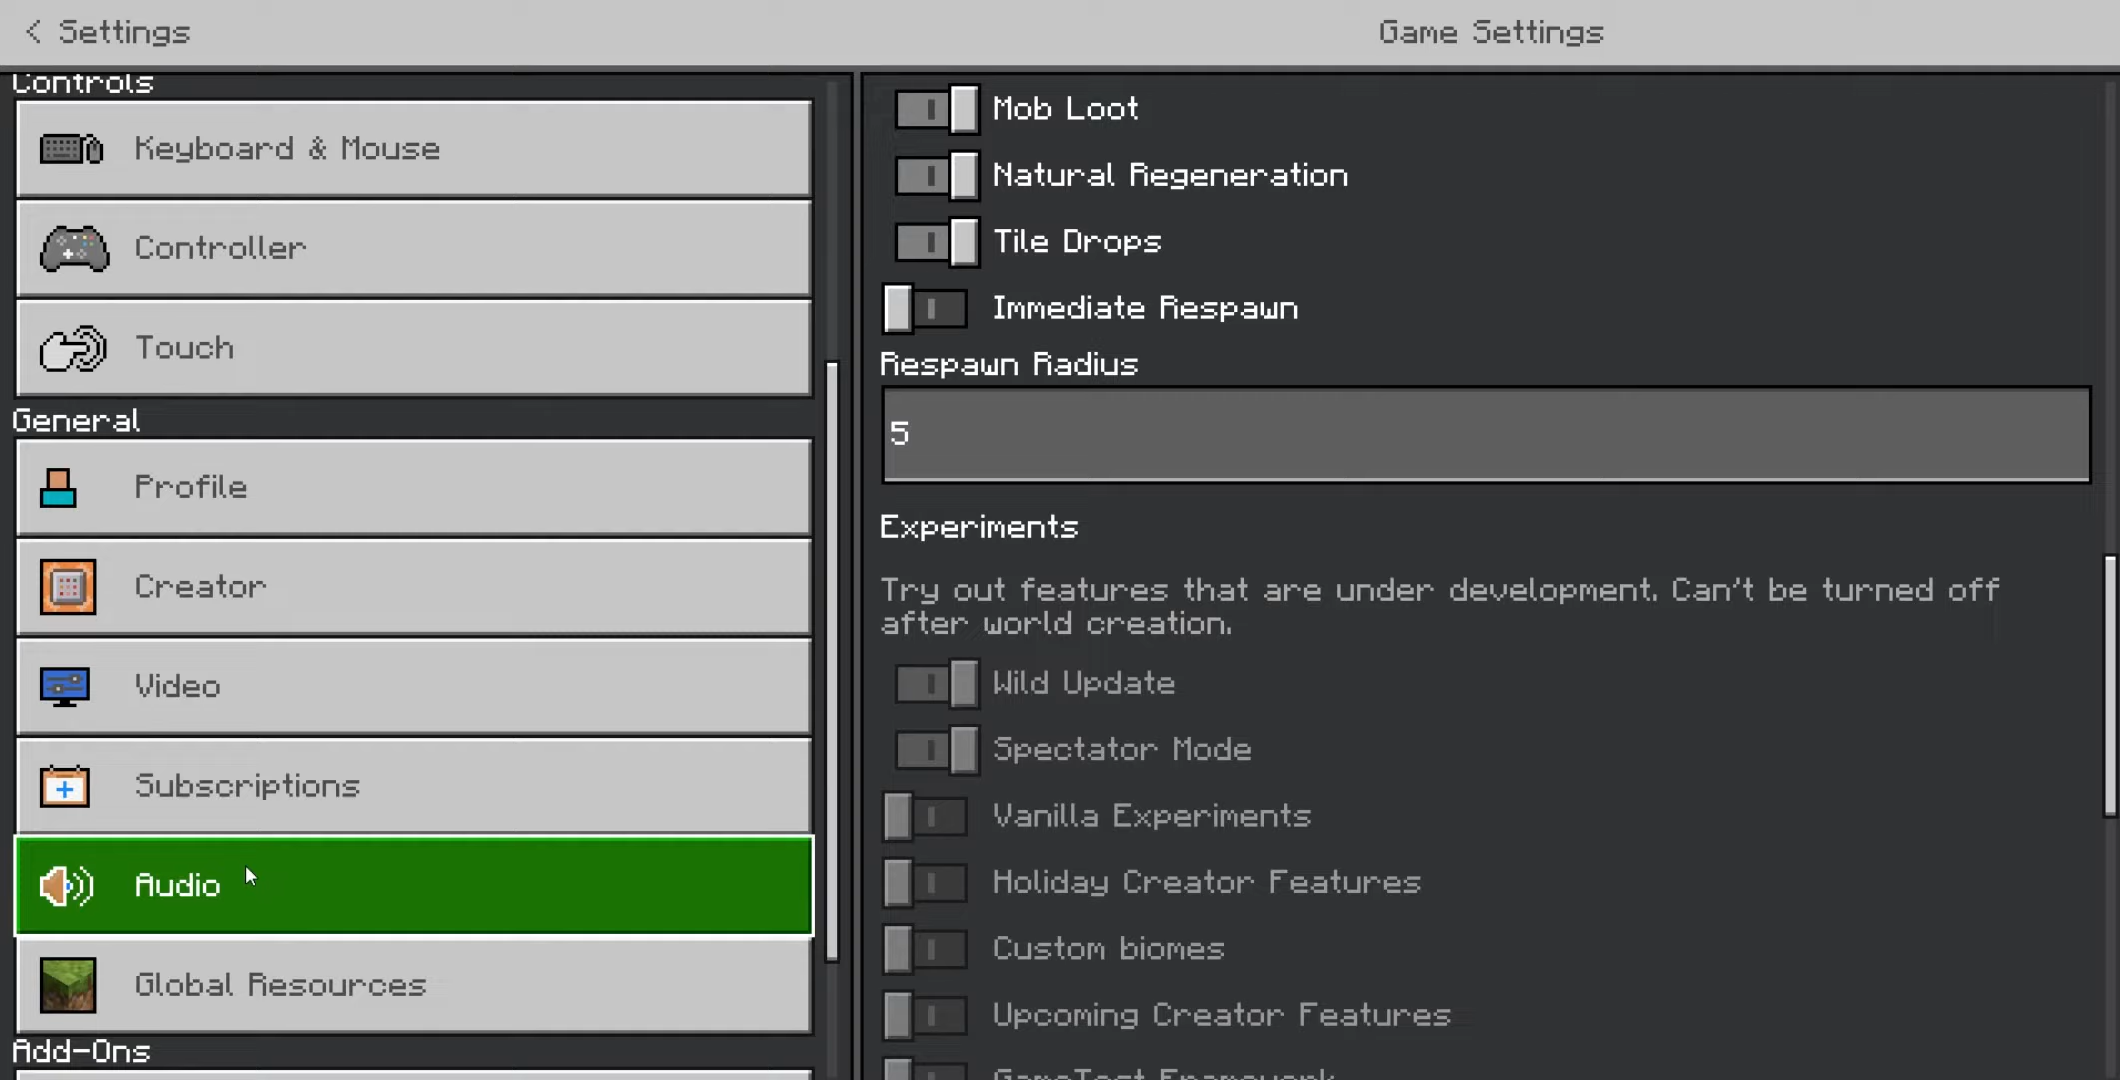 < Settings
Game Settings
Controls
Keyboard & Mouse
Controller
Touch
General
Profile
Creator
Video
Subscriptions
Audio
Global Resources
Add-Ons
Mob Loot
Natural Regeneration
Tile Drops
Immediate Respawn
Respawn Radius
5
Experiments
Try out features that are under development. Can't be turned off
after world creation.
Wild Update
Spectator Mode
Vanilla Experiments
Holiday Creator Features
Custom biomes
Upcoming Creator Features
GameTest Framework